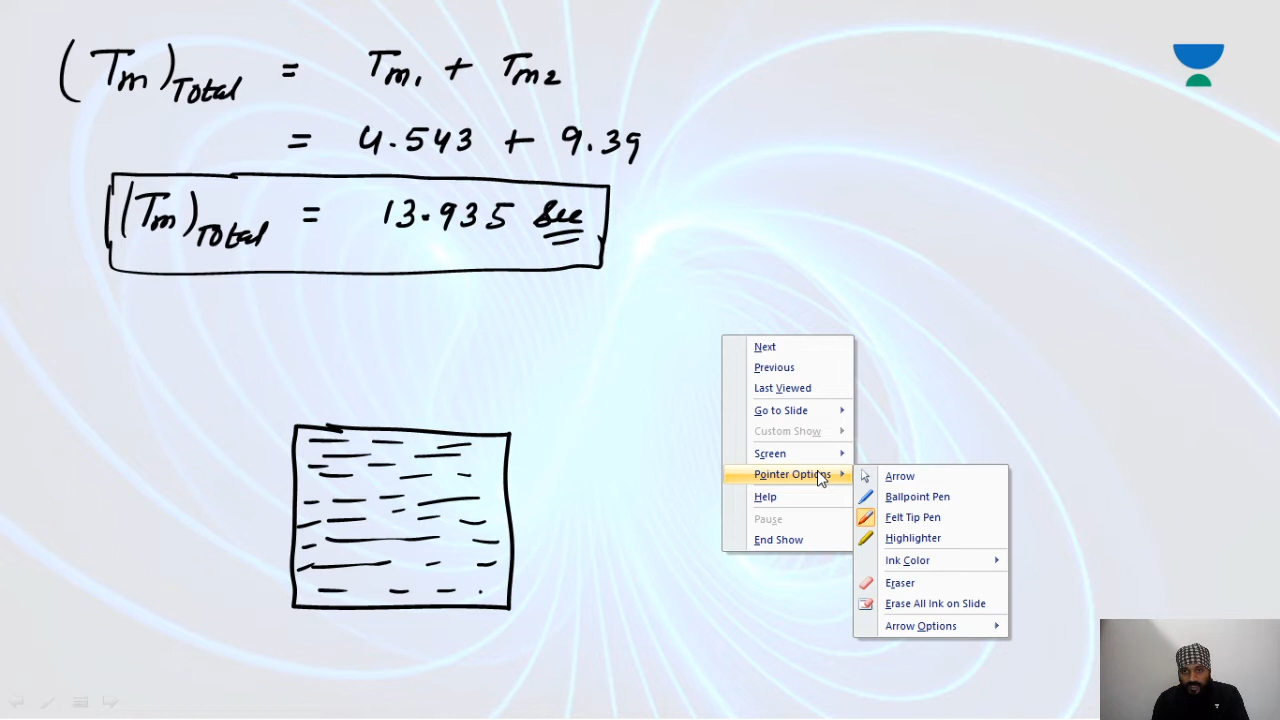 (Tm)Total = Tm1 + Tm2
= 4.543 + 9.39
(Tm)Total = 13.935 Sec
Next
Previous
Last Viewed
Go to Slide
Custom Show
Screen
Pointer Options
Help
Pause
End Show
Arrow
Ballpoint Pen
Felt Tip Pen
Highlighter
Ink Color
Eraser
Erase All Ink on Slide
Arrow Options